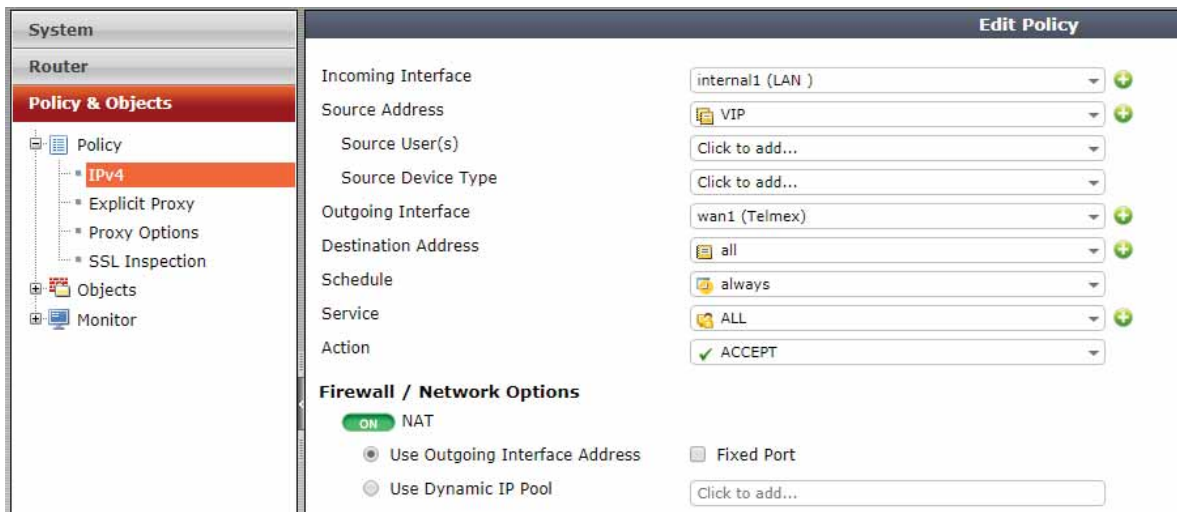 System
Router
Policy & Objects
Policy
IPv4
Explicit Proxy
Proxy Options
SSL Inspection
Objects
Monitor
Edit Policy
Incoming Interface internal1 (LAN )
Source Address VIP
Source User(s) Click to add...
Source Device Type Click to add...
Outgoing Interface wan1 (Telmex)
Destination Address all
Schedule always
Service ALL
Action ACCEPT
Firewall / Network Options
ON NAT
Use Outgoing Interface Address Fixed Port
Use Dynamic IP Pool Click to add...